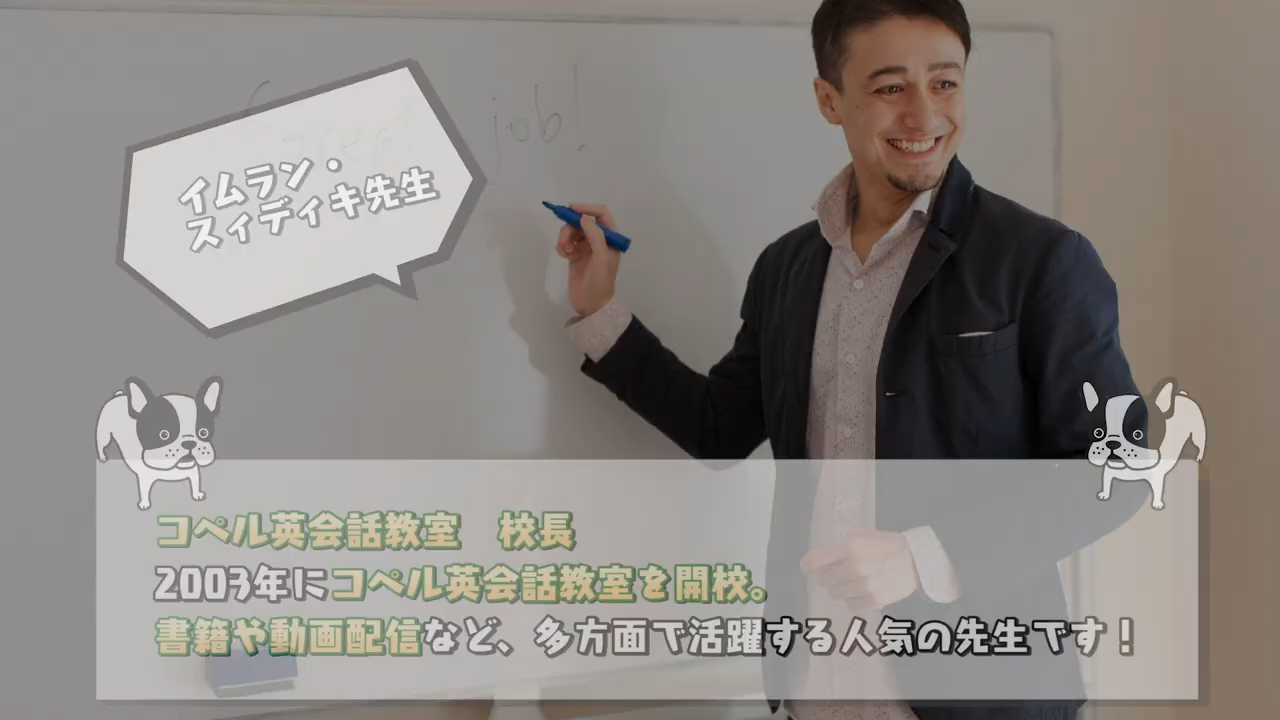 Great job!
イムラン・
スィディキ先生
コペル英会話教室　校長
2003年にコペル英会話教室を開校。
書籍や動画配信など、多方面で活躍する人気の先生です！